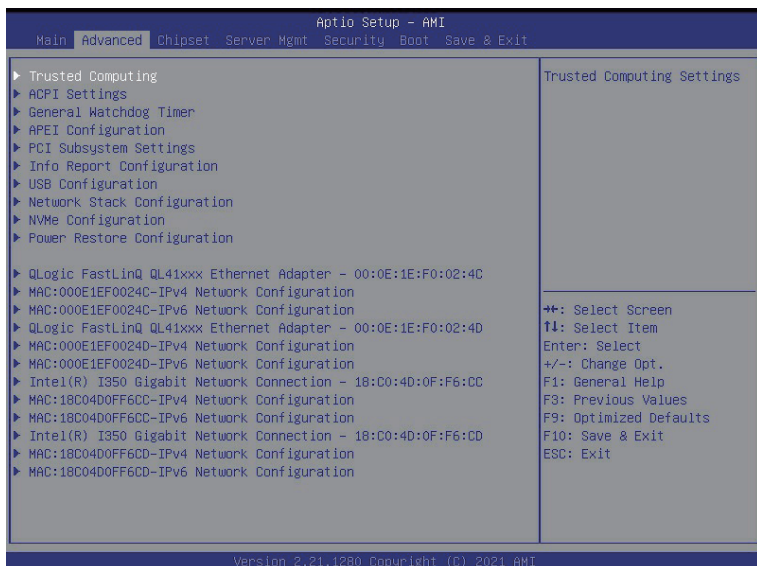 Aptio Setup – AMI
Main Advanced Chipset Server Mgmt Security Boot Save & Exit
Trusted Computing
ACPI Settings
General Watchdog Timer
APEI Configuration
PCI Subsystem Settings
Info Report Configuration
USB Configuration
Network Stack Configuration
NVMe Configuration
Power Restore Configuration
QLogic FastLinQ QL41xxx Ethernet Adapter – 00:0E:1E:F0:02:4C
MAC:000E1EF0024C-IPv4 Network Configuration
MAC:000E1EF0024C-IPv6 Network Configuration
QLogic FastLinQ QL41xxx Ethernet Adapter – 00:0E:1E:F0:02:4D
MAC:000E1EF0024D-IPv4 Network Configuration
MAC:000E1EF0024D-IPv6 Network Configuration
Intel(R) I350 Gigabit Network Connection – 18:C0:4D:0F:F6:CC
MAC:18C04D0FF6CC-IPv4 Network Configuration
MAC:18C04D0FF6CC-IPv6 Network Configuration
Intel(R) I350 Gigabit Network Connection – 18:C0:4D:0F:F6:CD
MAC:18C04D0FF6CD-IPv4 Network Configuration
MAC:18C04D0FF6CD-IPv6 Network Configuration
Trusted Computing Settings
→←: Select Screen
↑↓: Select Item
Enter: Select
+/-: Change Opt.
F1: General Help
F3: Previous Values
F9: Optimized Defaults
F10: Save & Exit
ESC: Exit
Version 2.21.1280 Copyright (C) 2021 AMI